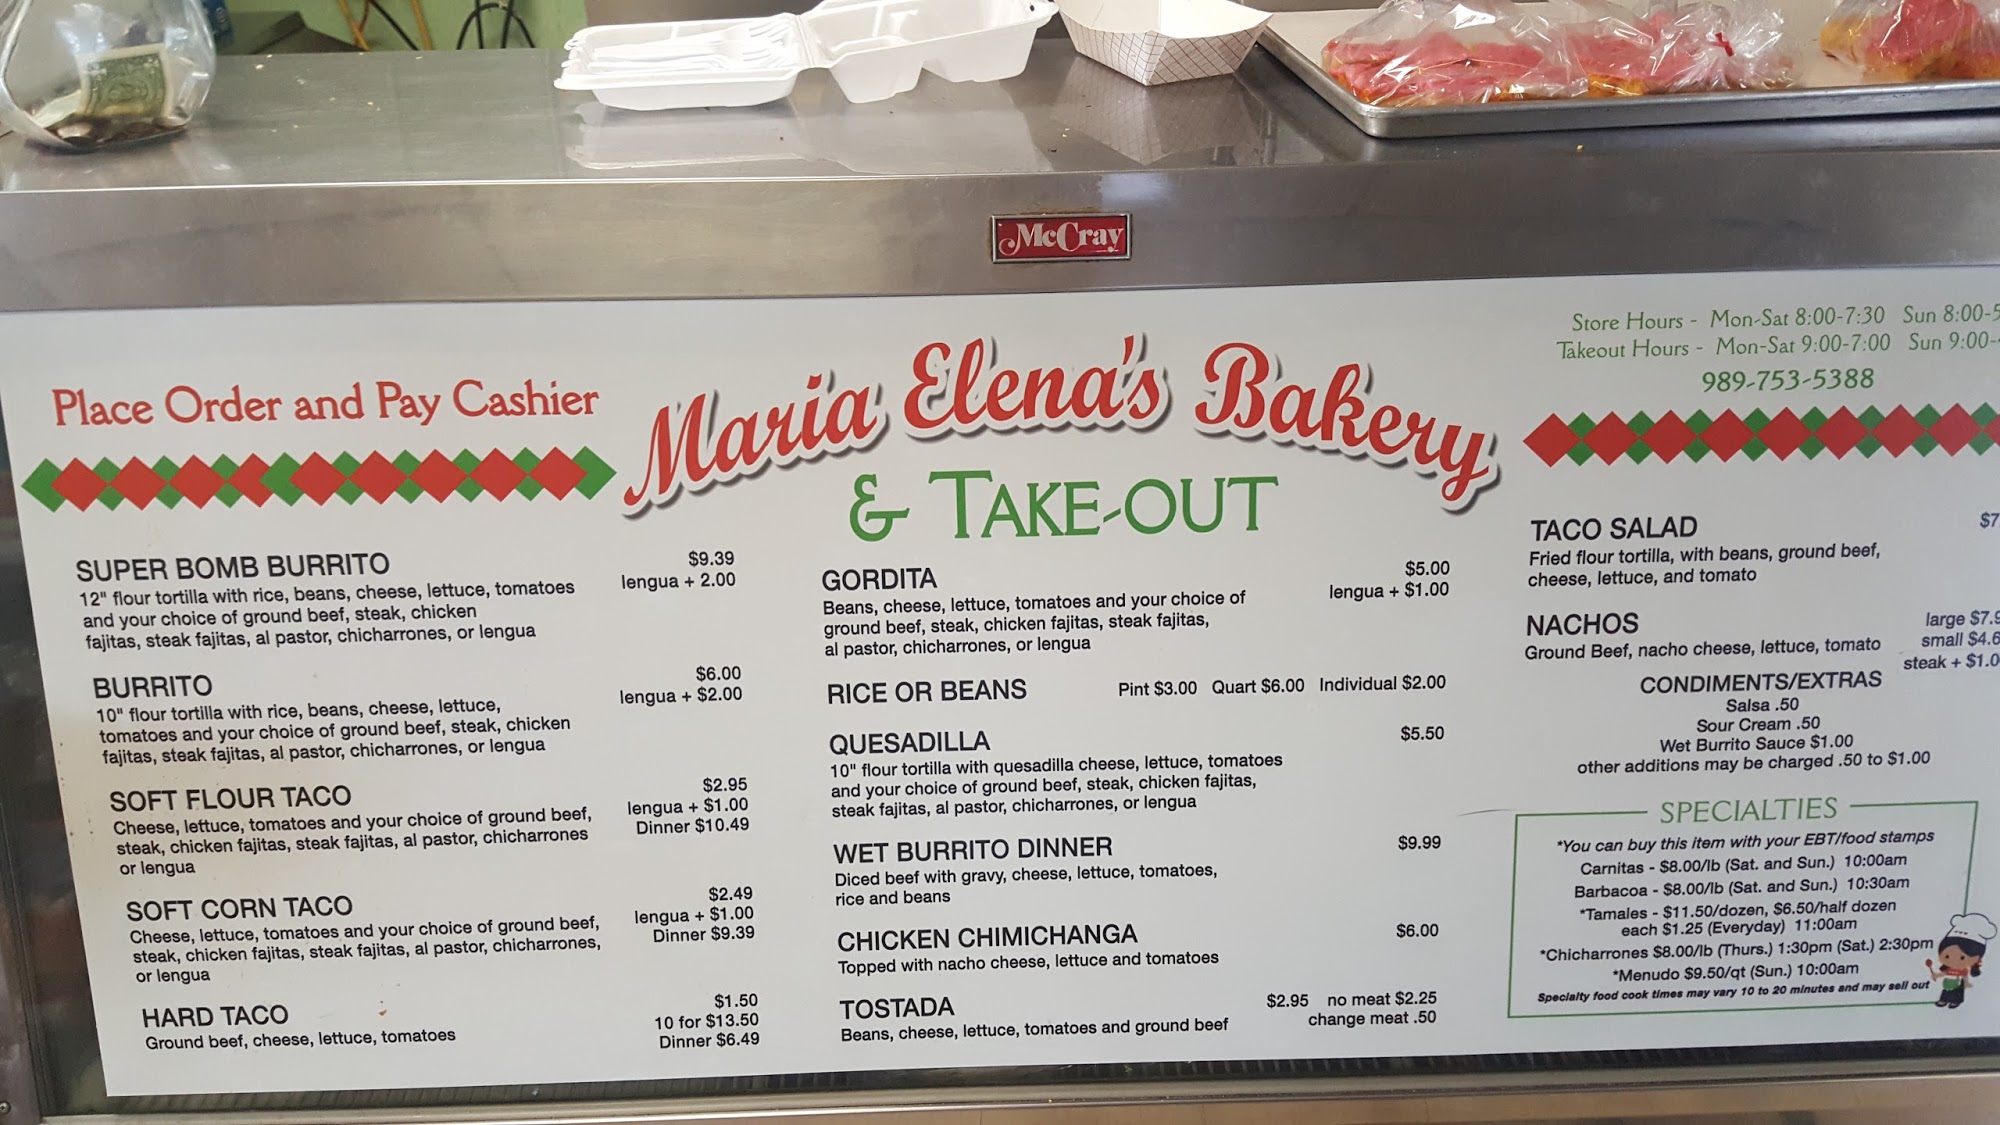 McCray
Place Order and Pay Cashier
Maria Elena's Bakery
& TAKE-OUT
Store Hours - Mon-Sat 8:00-7:30 Sun 8:00-5
Takeout Hours - Mon-Sat 9:00-7:00 Sun 9:00-
989-753-5388
SUPER BOMB BURRITO $9.39
lengua + 2.00
12" flour tortilla with rice, beans, cheese, lettuce, tomatoes
and your choice of ground beef, steak, chicken
fajitas, steak fajitas, al pastor, chicharrones, or lengua
BURRITO $6.00
lengua + $2.00
10" flour tortilla with rice, beans, cheese, lettuce,
tomatoes and your choice of ground beef, steak, chicken
fajitas, steak fajitas, al pastor, chicharrones, or lengua
SOFT FLOUR TACO $2.95
lengua + $1.00
Dinner $10.49
Cheese, lettuce, tomatoes and your choice of ground beef,
steak, chicken fajitas, steak fajitas, al pastor, chicharrones
or lengua
SOFT CORN TACO $2.49
lengua + $1.00
Dinner $9.39
Cheese, lettuce, tomatoes and your choice of ground beef,
steak, chicken fajitas, steak fajitas, al pastor, chicharrones,
or lengua
HARD TACO $1.50
10 for $13.50
Dinner $6.49
Ground beef, cheese, lettuce, tomatoes
GORDITA $5.00
lengua + $1.00
Beans, cheese, lettuce, tomatoes and your choice of
ground beef, steak, chicken fajitas, steak fajitas,
al pastor, chicharrones, or lengua
RICE OR BEANS Pint $3.00 Quart $6.00 Individual $2.00
QUESADILLA $5.50
10" flour tortilla with quesadilla cheese, lettuce, tomatoes
and your choice of ground beef, steak, chicken fajitas,
steak fajitas, al pastor, chicharrones, or lengua
WET BURRITO DINNER $9.99
Diced beef with gravy, cheese, lettuce, tomatoes,
rice and beans
CHICKEN CHIMICHANGA $6.00
Topped with nacho cheese, lettuce and tomatoes
TOSTADA $2.95 no meat $2.25
change meat .50
Beans, cheese, lettuce, tomatoes and ground beef
TACO SALAD $7
Fried flour tortilla, with beans, ground beef,
cheese, lettuce, and tomato
NACHOS large $7.9
small $4.6
steak + $1.0
Ground Beef, nacho cheese, lettuce, tomato
CONDIMENTS/EXTRAS
Salsa .50
Sour Cream .50
Wet Burrito Sauce $1.00
other additions may be charged .50 to $1.00
SPECIALTIES
*You can buy this item with your EBT/food stamps
Carnitas - $8.00/lb (Sat. and Sun.) 10:00am
Barbacoa - $8.00/lb (Sat. and Sun.) 10:30am
*Tamales - $11.50/dozen, $6.50/half dozen
each $1.25 (Everyday) 11:00am
*Chicharrones $8.00/lb (Thurs.) 1:30pm (Sat.) 2:30pm
*Menudo $9.50/qt (Sun.) 10:00am
Specialty food cook times may vary 10 to 20 minutes and may sell out